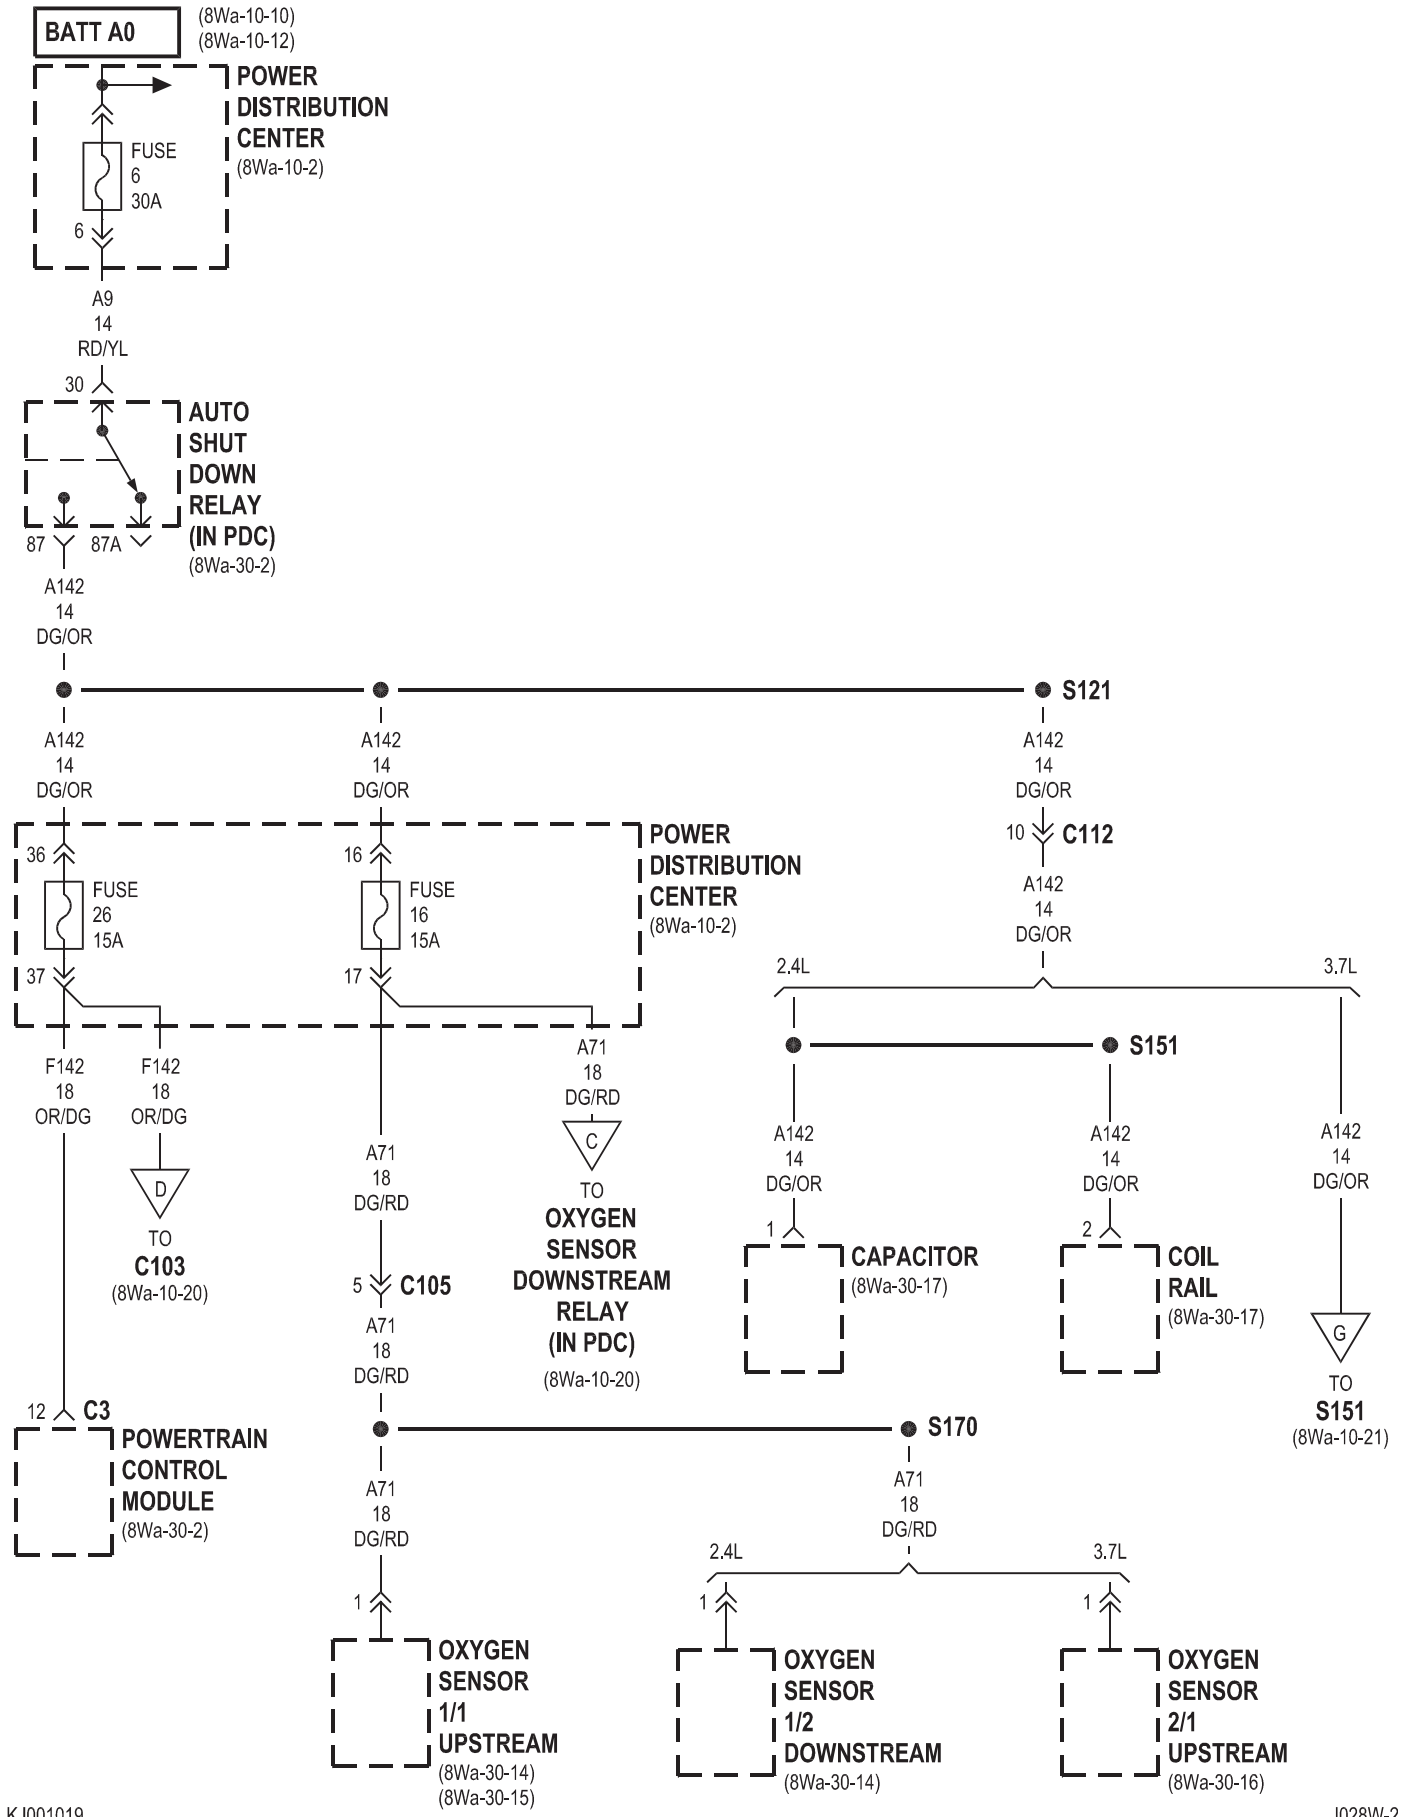 BATT A0
(8Wa-10-10)
(8Wa-10-12)
POWER
DISTRIBUTION
CENTER
(8Wa-10-2)
FUSE
6
30A
6
A9
14
RD/YL
30
AUTO
SHUT
DOWN
RELAY
(IN PDC)
(8Wa-30-2)
87
87A
A142
14
DG/OR
S121
A142
14
DG/OR
A142
14
DG/OR
A142
14
DG/OR
10
C112
A142
14
DG/OR
POWER
DISTRIBUTION
CENTER
(8Wa-10-2)
36
FUSE
26
15A
37
16
FUSE
16
15A
17
2.4L
3.7L
S151
F142
18
OR/DG
F142
18
OR/DG
D
TO
C103
(8Wa-10-20)
A71
18
DG/RD
C
TO
OXYGEN
SENSOR
DOWNSTREAM
RELAY
(IN PDC)
(8Wa-10-20)
A71
18
DG/RD
5
C105
A71
18
DG/RD
A142
14
DG/OR
1
CAPACITOR
(8Wa-30-17)
A142
14
DG/OR
2
COIL
RAIL
(8Wa-30-17)
A142
14
DG/OR
G
TO
S151
(8Wa-10-21)
12
C3
POWERTRAIN
CONTROL
MODULE
(8Wa-30-2)
S170
A71
18
DG/RD
A71
18
DG/RD
2.4L
3.7L
1
OXYGEN
SENSOR
1/1
UPSTREAM
(8Wa-30-14)
(8Wa-30-15)
1
OXYGEN
SENSOR
1/2
DOWNSTREAM
(8Wa-30-14)
1
OXYGEN
SENSOR
2/1
UPSTREAM
(8Wa-30-16)
KJ001019
J028W-2